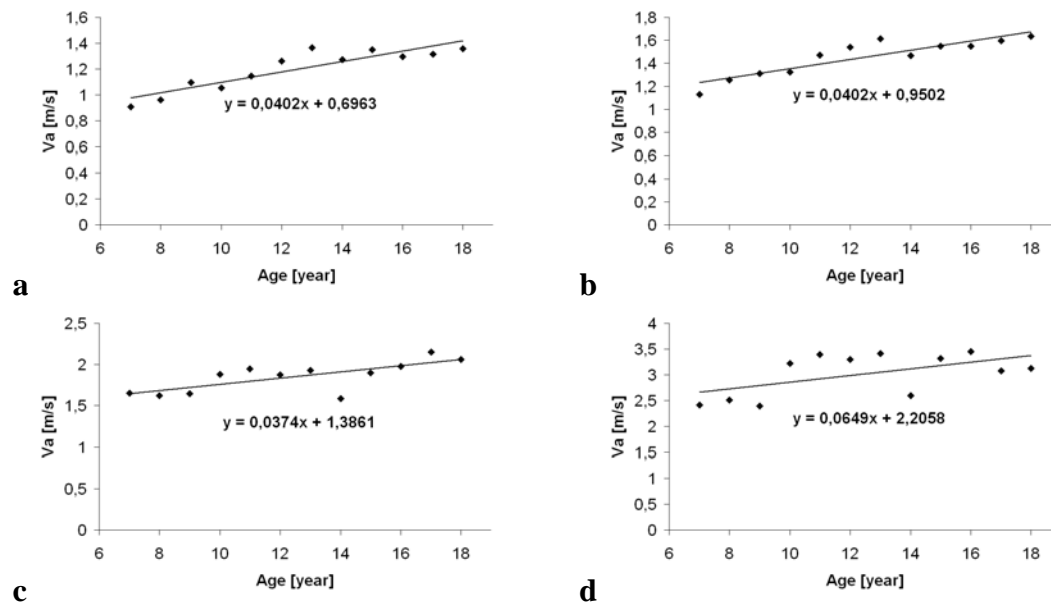 1,6
1,4
1,2
1
0,8
0,6
0,4
0,2
0
Va [m/s]
y = 0,0402x + 0,6963
6 8 10 12 14 16 18
Age [year]
a
1,8
1,6
1,4
1,2
1
0,8
0,6
0,4
0,2
0
Va [m/s]
y = 0,0402x + 0,9502
6 8 10 12 14 16 18
Age [year]
b
2,5
2
1,5
1
0,5
0
Va [m/s]
y = 0,0374x + 1,3861
6 8 10 12 14 16 18
Age [year]
c
4
3,5
3
2,5
2
1,5
1
0,5
0
Va [m/s]
y = 0,0649x + 2,2058
6 8 10 12 14 16 18
Age [year]
d